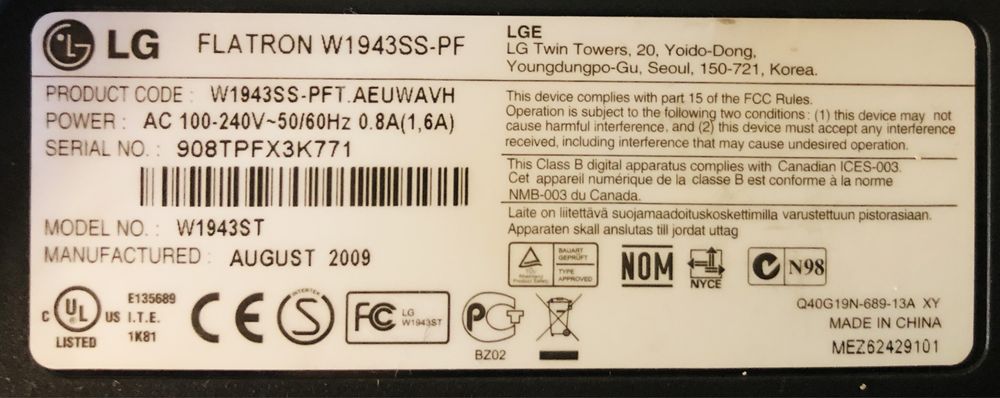 LG FLATRON W1943SS-PF
PRODUCT CODE : W1943SS-PFT.AEUWAVH
POWER : AC 100-240V~50/60Hz 0.8A(1,6A)
SERIAL NO. : 908TPFX3K771
MODEL NO. : W1943ST
MANUFACTURED : AUGUST 2009
LGE
LG Twin Towers, 20, Yoido-Dong,
Youngdungpo-Gu, Seoul, 150-721, Korea.
This device complies with part 15 of the FCC Rules.
Operation is subject to the following two conditions: (1) this device may not
cause harmful interference, and (2) this device must accept any interference
received, including interference that may cause undesired operation.
This Class B digital apparatus complies with Canadian ICES-003.
Cet appareil numérique de la classe B est conforme à la norme
NMB-003 du Canada.
Laite on liitettävä suojamaadoituskoskettimilla varustettuun pistorasiaan.
Apparaten skall anslutas till jordat uttag
TÜV
BAUART
GEPRÜFT
TYPE
APPROVED
NOM
NYCE
N98
C UL US
LISTED
E135689
I.T.E.
1K81
CE
INTERTEK
S
FC LG
W1943ST
PCT
BZ02
Q40G19N-689-13A XY
MADE IN CHINA
MEZ62429101